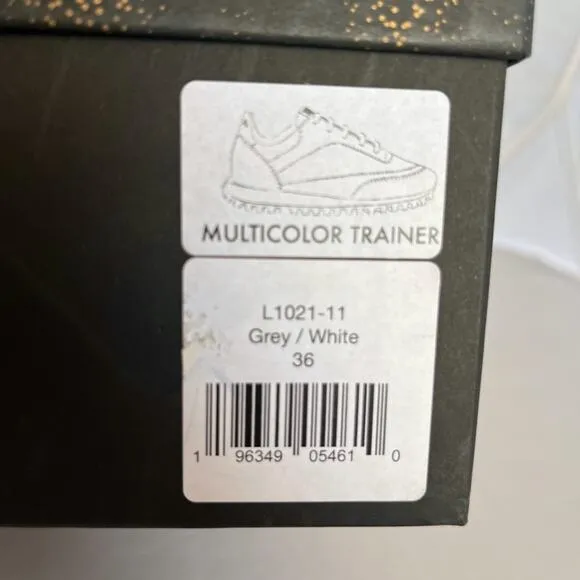 MULTICOLOR TRAINER
L1021-11
Grey / White
36
1 96349 05461 0